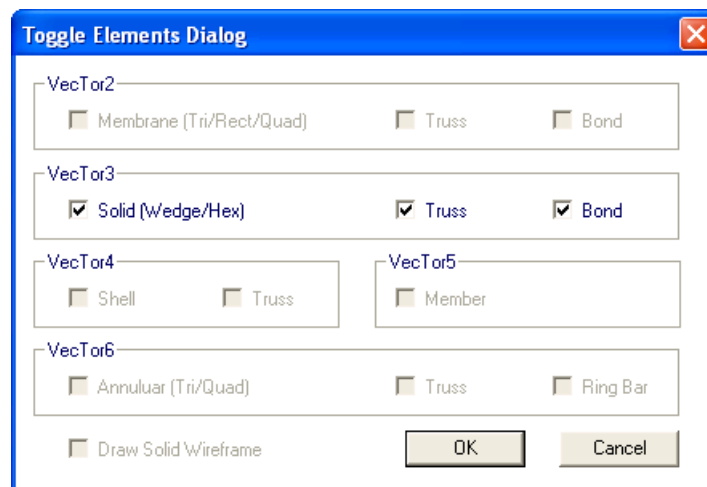 Toggle Elements Dialog
VecTor2
Membrane (Tri/Rect/Quad) Truss Bond
VecTor3
Solid (Wedge/Hex) Truss Bond
VecTor4 VecTor5
Shell Truss Member
VecTor6
Annuluar (Tri/Quad) Truss Ring Bar
Draw Solid Wireframe OK Cancel